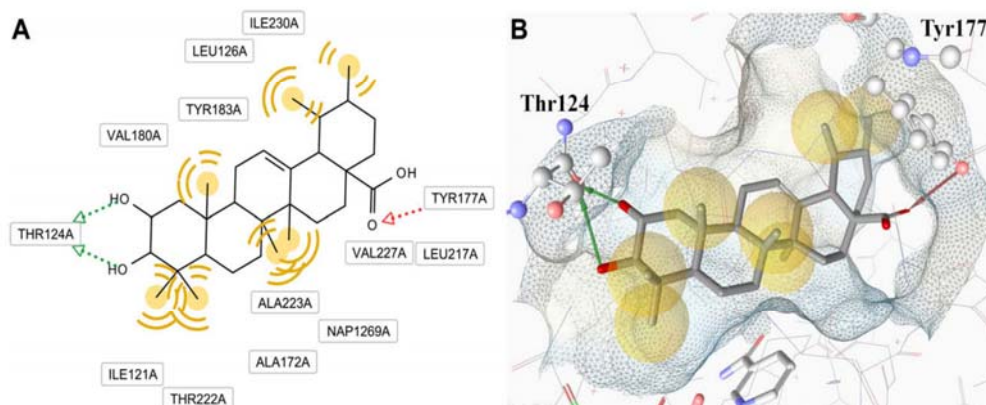 A
ILE230A
LEU126A
TYR183A
VAL180A
HO
THR124A
HO
OH
O
TYR177A
VAL227A
LEU217A
ALA223A
NAP1269A
ALA172A
ILE121A
THR222A
B
Tyr177
Thr124